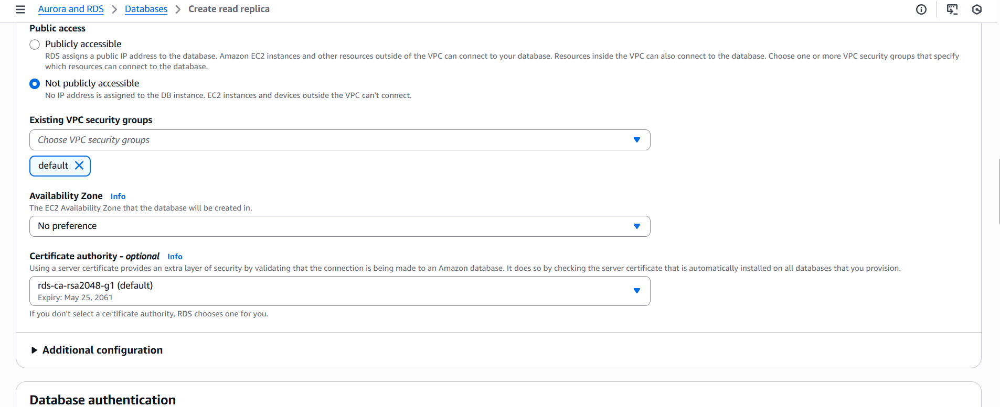 Aurora and RDS > Databases > Create read replica
Public access
Publicly accessible
RDS assigns a public IP address to the database. Amazon EC2 instances and other resources outside of the VPC can connect to your database. Resources inside the VPC can also connect to the database. Choose one or more VPC security groups that specify
which resources can connect to the database.
Not publicly accessible
No IP address is assigned to the DB instance. EC2 instances and devices outside the VPC can't connect.
Existing VPC security groups
Choose VPC security groups
default
Availability Zone Info
The EC2 Availability Zone that the database will be created in.
No preference
Certificate authority - optional Info
Using a server certificate provides an extra layer of security by validating that the connection is being made to an Amazon database. It does so by checking the server certificate that is automatically installed on all databases that you provision.
rds-ca-rsa2048-g1 (default)
Expiry: May 25, 2061
If you don't select a certificate authority, RDS chooses one for you.
Additional configuration
Database authentication